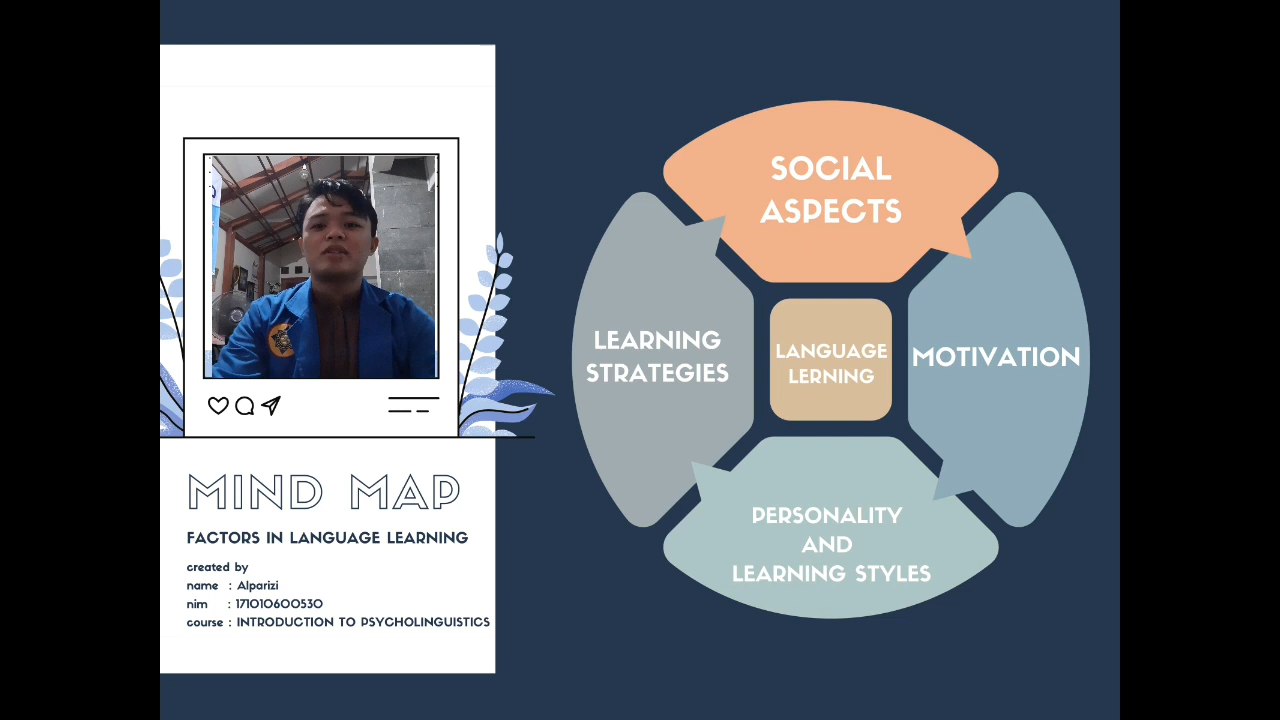 MIND MAP
FACTORS IN LANGUAGE LEARNING
created by
name : Alparizi
nim : 171010600530
course : INTRODUCTION TO PSYCHOLINGUISTICS
SOCIAL
ASPECTS
LEARNING
STRATEGIES
LANGUAGE
LERNING
MOTIVATION
PERSONALITY
AND
LEARNING STYLES